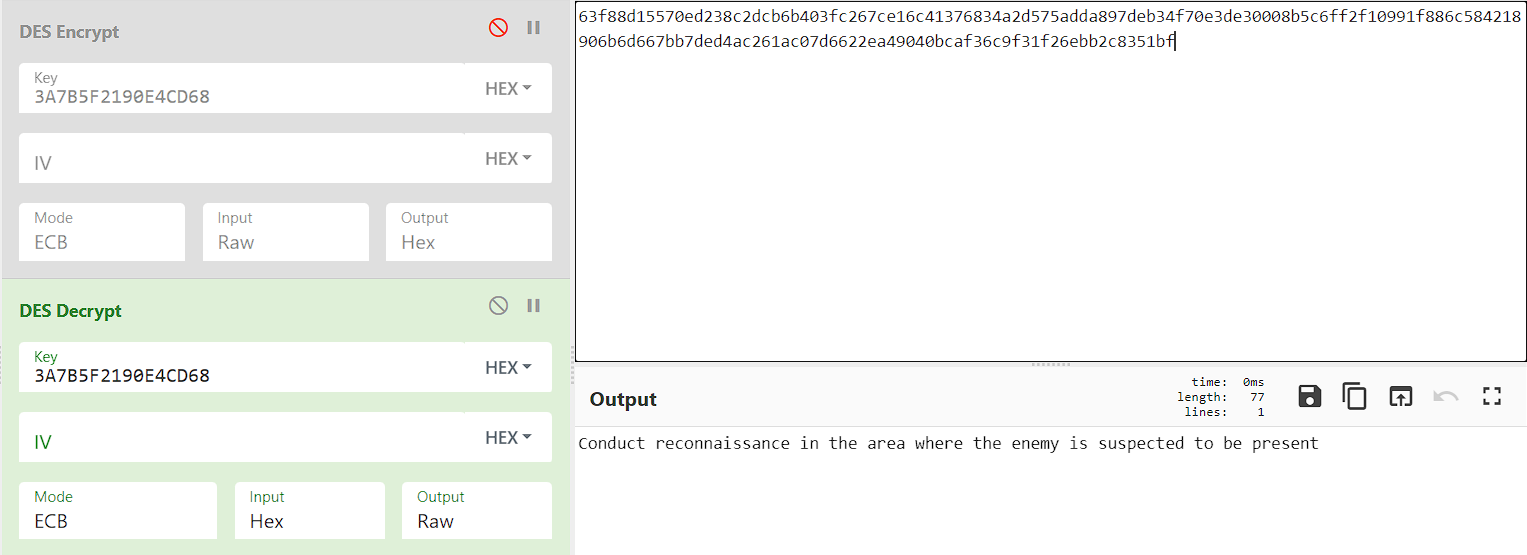 DES Encrypt
Key
3A7B5F2190E4CD68
HEX
IV
HEX
Mode
ECB
Input
Raw
Output
Hex
DES Decrypt
Key
3A7B5F2190E4CD68
HEX
IV
HEX
Mode
ECB
Input
Hex
Output
Raw
63f88d15570ed238c2dcb6b403fc267ce16c41376834a2d575adda897deb34f70e3de30008b5c6ff2f10991f886c584218
906b6d667bb7ded4ac261ac07d6622ea49040bcaf36c9f31f26ebb2c8351bf
Output
time: 0ms
length: 77
lines: 1
Conduct reconnaissance in the area where the enemy is suspected to be present